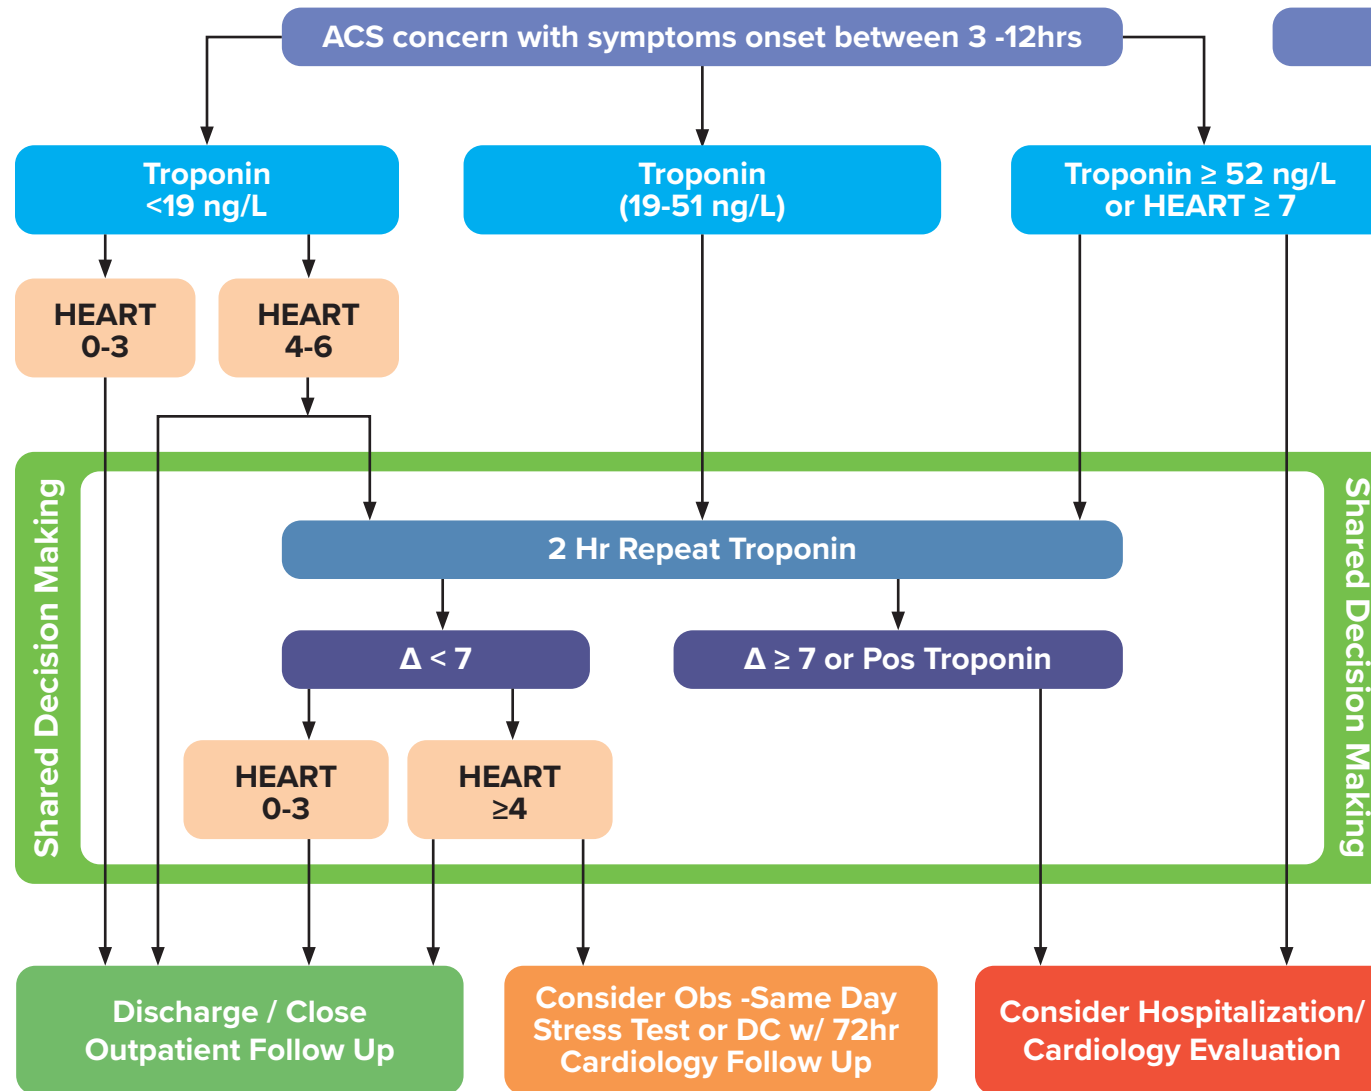 ACS concern with symptoms onset between 3 -12hrs
Troponin
<19 ng/L
Troponin
(19-51 ng/L)
Troponin ≥ 52 ng/L
or HEART ≥ 7
HEART
0-3
HEART
4-6
Shared Decision Making
Shared Decision Making
2 Hr Repeat Troponin
Δ < 7
Δ ≥ 7 or Pos Troponin
HEART
0-3
HEART
≥4
Discharge / Close
Outpatient Follow Up
Consider Obs -Same Day
Stress Test or DC w/ 72hr
Cardiology Follow Up
Consider Hospitalization/
Cardiology Evaluation